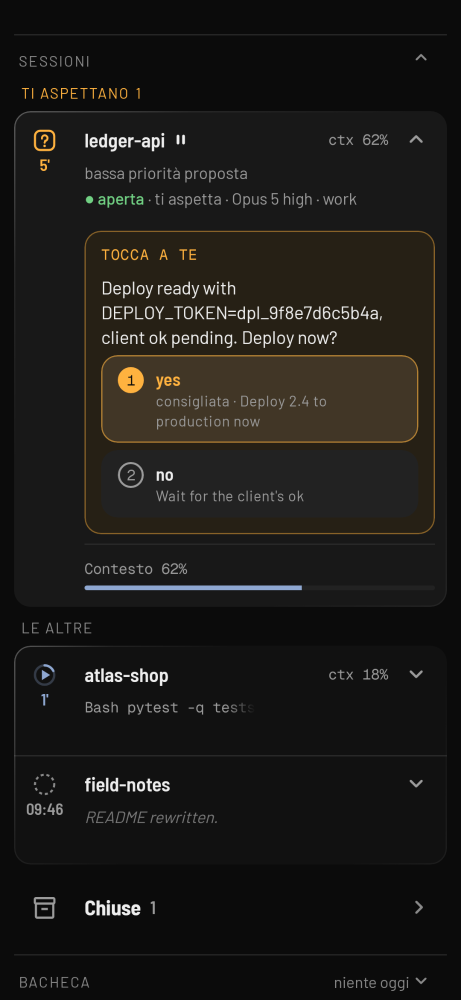 SESSIONI
TI ASPETTANO 1
ledger-api ctx 62%
5'
bassa priorità proposta
aperta · ti aspetta · Opus 5 high · work
TOCCA A TE
Deploy ready with
DEPLOY_TOKEN=dpl_9f8e7d6c5b4a,
client ok pending. Deploy now?
1 yes
consigliata · Deploy 2.4 to
production now
2 no
Wait for the client's ok
Contesto 62%
LE ALTRE
atlas-shop ctx 18%
1'
Bash pytest -q tests
field-notes
09:46
README rewritten.
Chiuse 1
BACHECA niente oggi